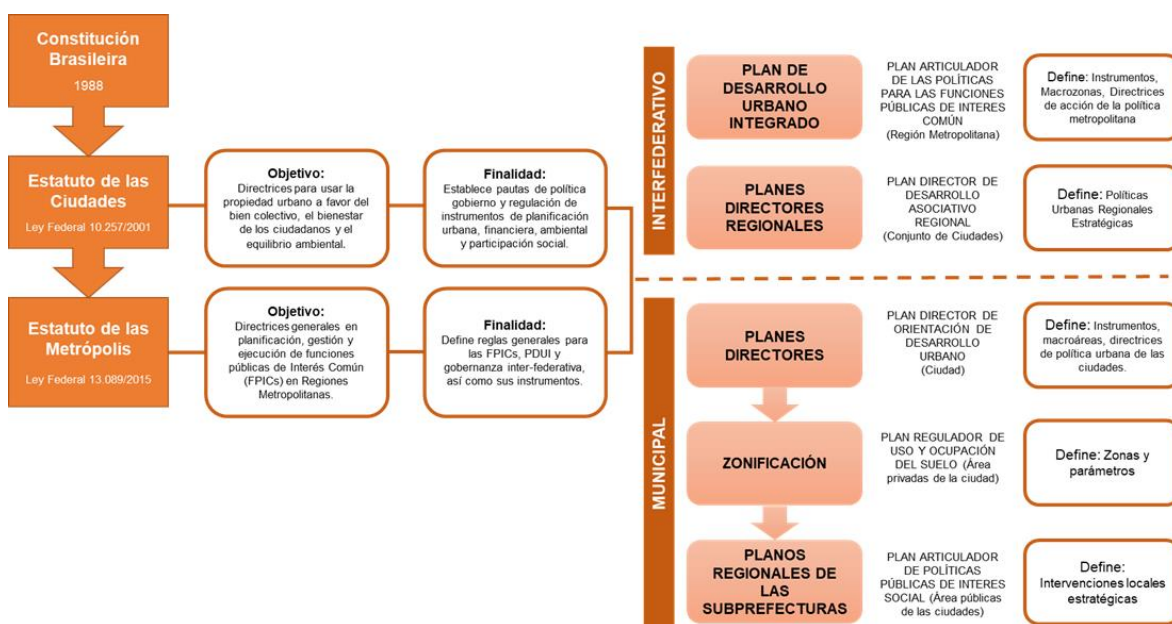 Constitución
Brasileira
1988
Estatuto de las
Ciudades
Ley Federal 10.257/2001
Estatuto de las
Metrópolis
Ley Federal 13.089/2015
Objetivo:
Directrices para usar la
propiedad urbano a favor del
bien colectivo, el bienestar
de los ciudadanos y el
equilibrio ambiental.
Finalidad:
Establece pautas de política
gobierno y regulación de
instrumentos de planificación
urbana, financiera, ambiental
y participación social.
Objetivo:
Directrices generales en
planificación, gestión y
ejecución de funciones
públicas de Interés Común
(FPICs) en Regiones
Metropolitanas.
Finalidad:
Define reglas generales para
las FPICs, PDUI y
gobernanza inter-federativa,
así como sus instrumentos.
INTERFEDERATIVO
PLAN DE
DESARROLLO
URBANO
INTEGRADO
PLAN ARTICULADOR
DE LAS POLÍTICAS
PARA LAS FUNCIONES
PÚBLICAS DE INTERES
COMÚN
(Región Metropolitana)
Define: Instrumentos,
Macrozonas, Directrices
de acción de la política
metropolitana
PLANES
DIRECTORES
REGIONALES
PLAN DIRECTOR DE
DESARROLLO
ASOCIATIVO
REGIONAL
(Conjunto de Ciudades)
Define: Políticas
Urbanas Regionales
Estratégicas
MUNICIPAL
PLANES
DIRECTORES
PLAN DIRECTOR DE
ORIENTACIÓN DE
DESARROLLO
URBANO
(Ciudad)
Define: Instrumentos,
macroáreas, directrices
de política urbana de las
ciudades.
ZONIFICACIÓN
PLAN REGULADOR DE
USO Y OCUPACIÓN
DEL SUELO (Área
privadas de la ciudad)
Define: Zonas y
parámetros
PLANOS
REGIONALES DE
LAS
SUBPREFECTURAS
PLAN ARTICULADOR
DE POLÍTICAS
PÚBLICAS DE INTERES
SOCIAL (Área públicas
de las ciudades)
Define:
Intervenciones locales
estratégicas